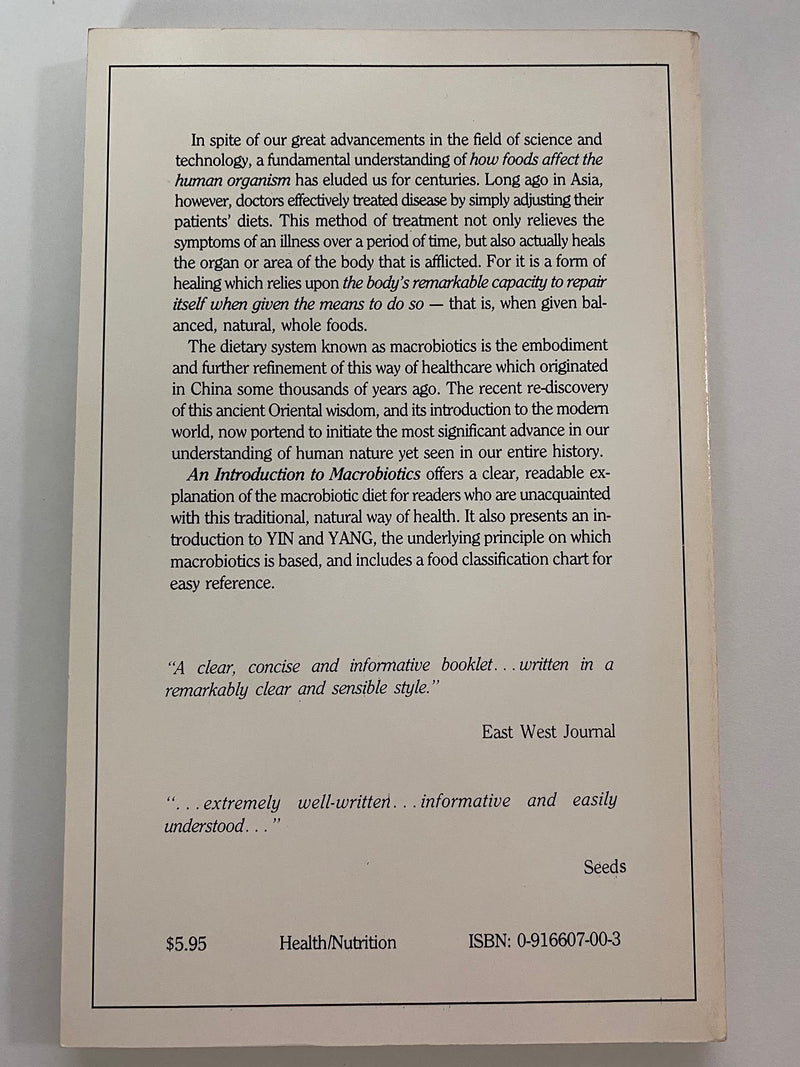 In spite of our great advancements in the field of science and
technology, a fundamental understanding of how foods affect the
human organism has eluded us for centuries. Long ago in Asia,
however, doctors effectively treated disease by simply adjusting their
patients' diets. This method of treatment not only relieves the
symptoms of an illness over a period of time, but also actually heals
the organ or area of the body that is afflicted. For it is a form of
healing which relies upon the body's remarkable capacity to repair
itself when given the means to do so — that is, when given bal-
anced, natural, whole foods.
The dietary system known as macrobiotics is the embodiment
and further refinement of this way of healthcare which originated
in China some thousands of years ago. The recent re-discovery
of this ancient Oriental wisdom, and its introduction to the modern
world, now portend to initiate the most significant advance in our
understanding of human nature yet seen in our entire history.
An Introduction to Macrobiotics offers a clear, readable ex-
planation of the macrobiotic diet for readers who are unacquainted
with this traditional, natural way of health. It also presents an in-
troduction to YIN and YANG, the underlying principle on which
macrobiotics is based, and includes a food classification chart for
easy reference.
“A clear, concise and informative booklet. . . written in a
remarkably clear and sensible style.”
East West Journal
“. . . extremely well-written. . . informative and easily
understood. . .”
Seeds
$5.95 Health/Nutrition ISBN: 0-916607-00-3